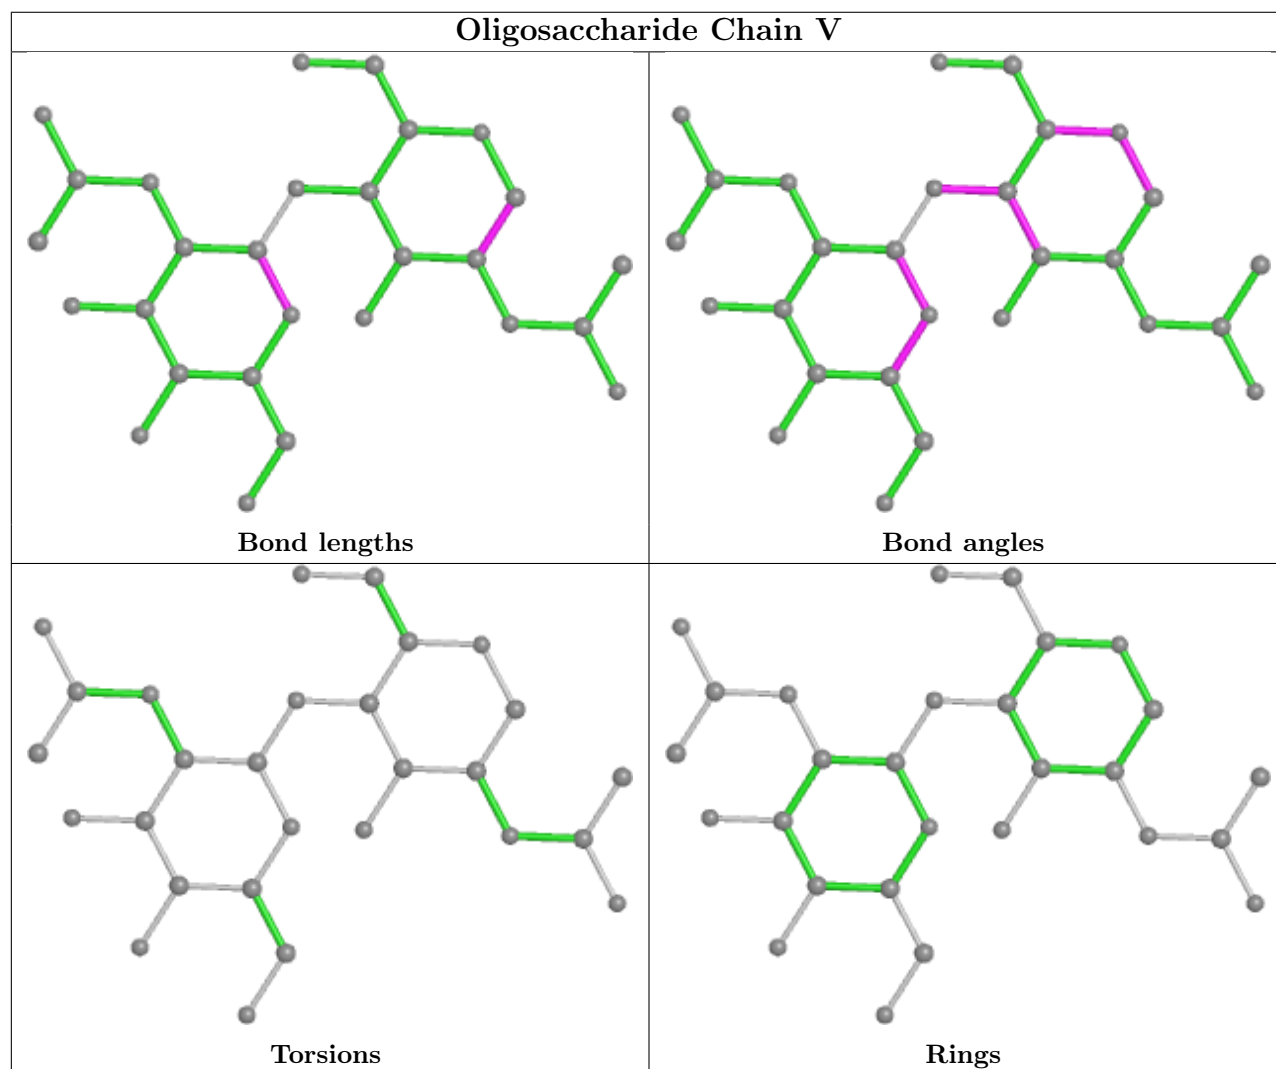 Oligosaccharide Chain V
Bond lengths
Bond angles
Torsions
Rings